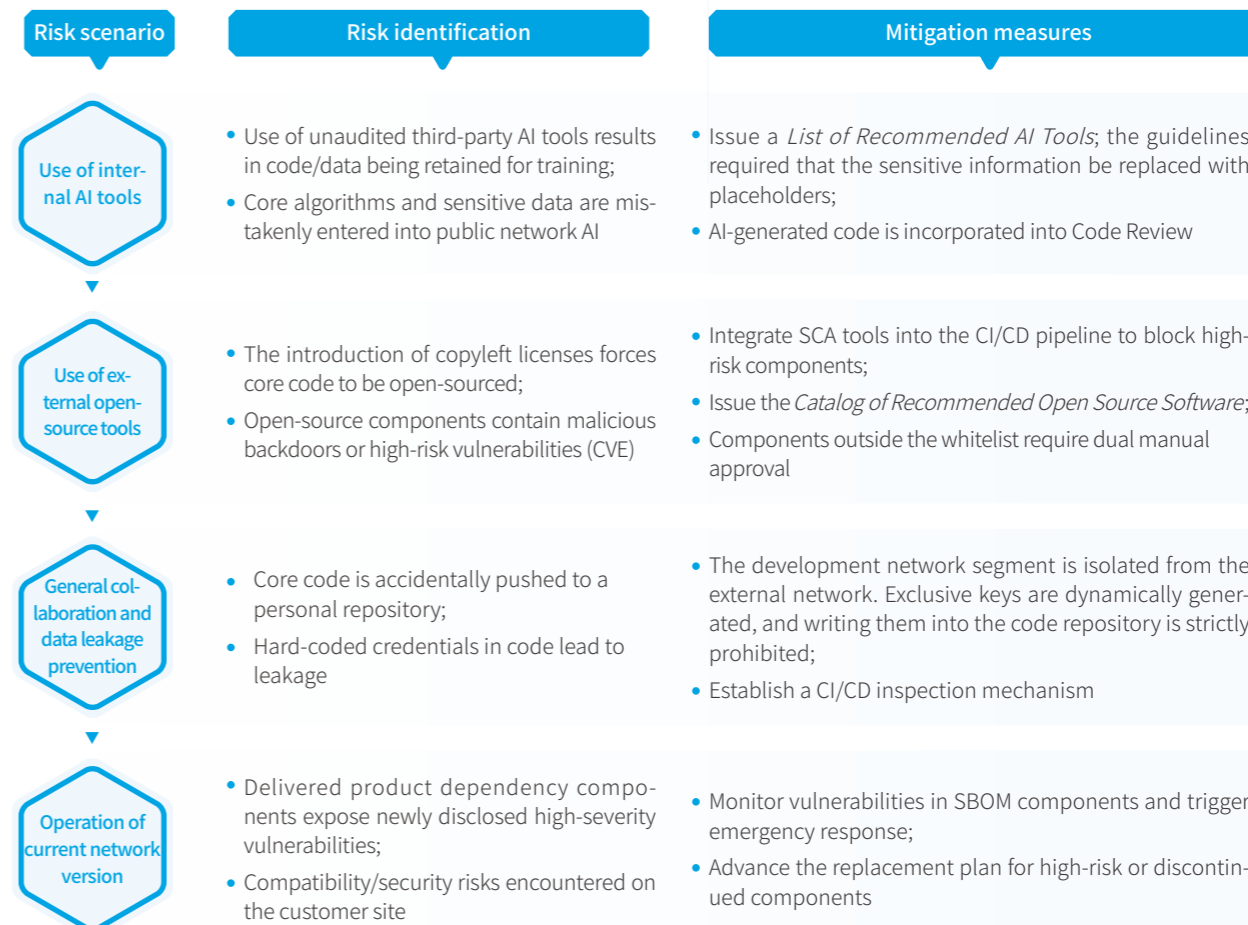 Risk scenario
Risk identification
Mitigation measures
Use of inter-
nal AI tools
• Use of unaudited third-party AI tools results
in code/data being retained for training;
• Core algorithms and sensitive data are mis-
takenly entered into public network AI
• Issue a List of Recommended AI Tools; the guidelines
required that the sensitive information be replaced with
placeholders;
• AI-generated code is incorporated into Code Review
Use of ex-
ternal open-
source tools
• The introduction of copyleft licenses forces
core code to be open-sourced;
• Open-source components contain malicious
backdoors or high-risk vulnerabilities (CVE)
• Integrate SCA tools into the CI/CD pipeline to block high-
risk components;
• Issue the Catalog of Recommended Open Source Software;
• Components outside the whitelist require dual manual
approval
General col-
laboration and
data leakage
prevention
• Core code is accidentally pushed to a
personal repository;
• Hard-coded credentials in code lead to
leakage
• The development network segment is isolated from the
external network. Exclusive keys are dynamically gener-
ated, and writing them into the code repository is strictly
prohibited;
• Establish a CI/CD inspection mechanism
Operation of
current network
version
• Delivered product dependency compo-
nents expose newly disclosed high-severity
vulnerabilities;
• Compatibility/security risks encountered on
the customer site
• Monitor vulnerabilities in SBOM components and trigger
emergency response;
• Advance the replacement plan for high-risk or discontin-
ued components